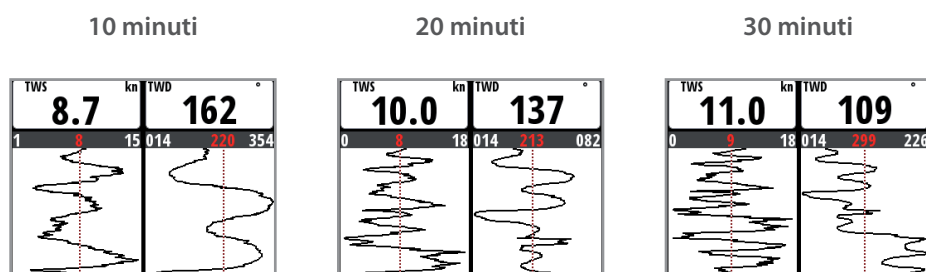 10 minuti 20 minuti 30 minuti
TWS kn TWD ° TWS kn TWD ° TWS kn TWD °
8.7 162 10.0 137 11.0 109
1 8 15 014 220 354 0 8 18 014 213 082 0 9 18 014 299 226